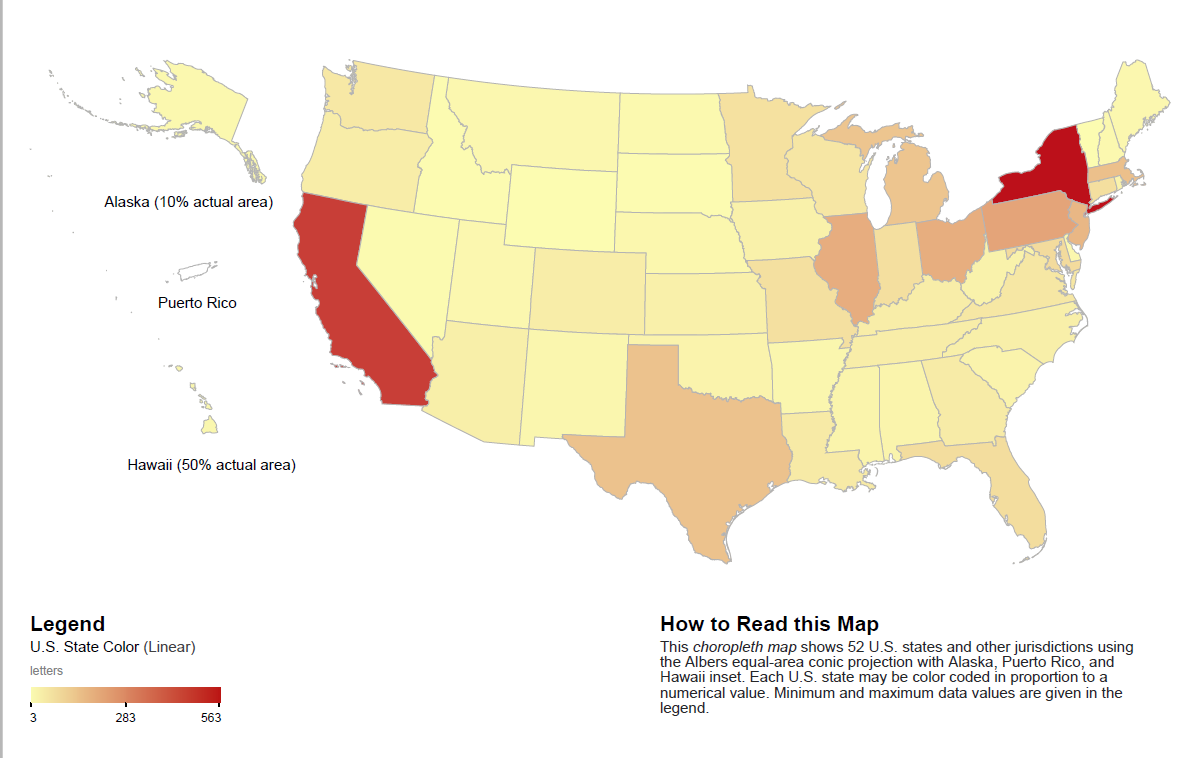 Alaska (10% actual area)
Puerto Rico
Hawaii (50% actual area)
Legend
U.S. State Color (Linear)
letters
3 283 563
How to Read this Map
This choropleth map shows 52 U.S. states and other jurisdictions using
the Albers equal-area conic projection with Alaska, Puerto Rico, and
Hawaii inset. Each U.S. state may be color coded in proportion to a
numerical value. Minimum and maximum data values are given in the
legend.